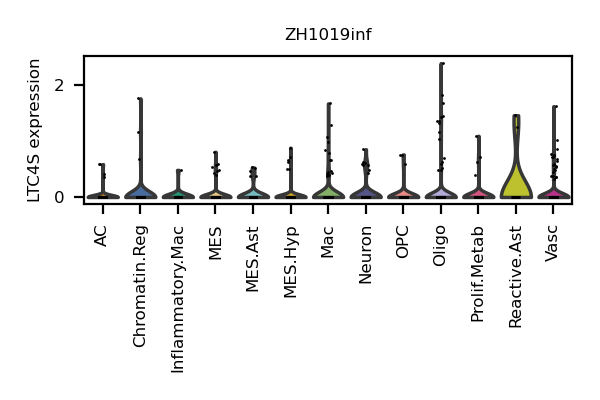 ZH1019inf
LTC4S expression
2
0
AC
Chromatin.Reg
Inflammatory.Mac
MES
MES.Ast
MES.Hyp
Mac
Neuron
OPC
Oligo
Prolif.Metab
Reactive.Ast
Vasc